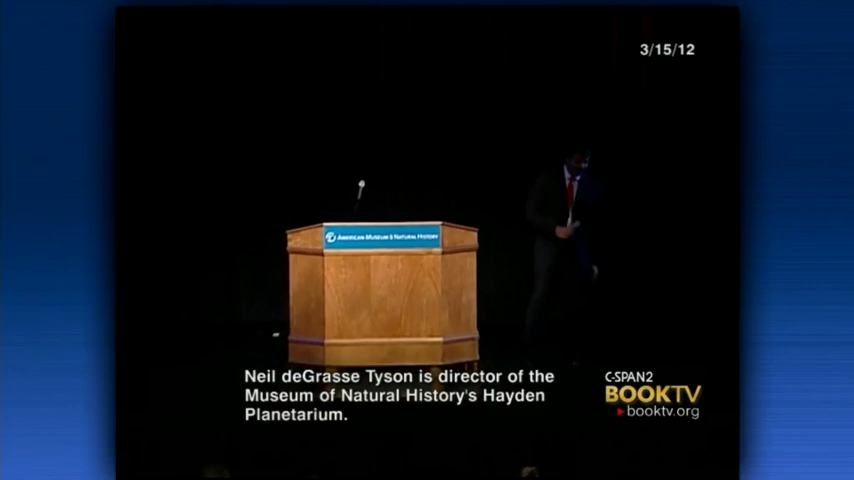 3/15/12
AMERICAN MUSEUM & NATURAL HISTORY
Neil deGrasse Tyson is director of the
Museum of Natural History's Hayden
Planetarium.
C-SPAN2
BOOKTV
booktv.org